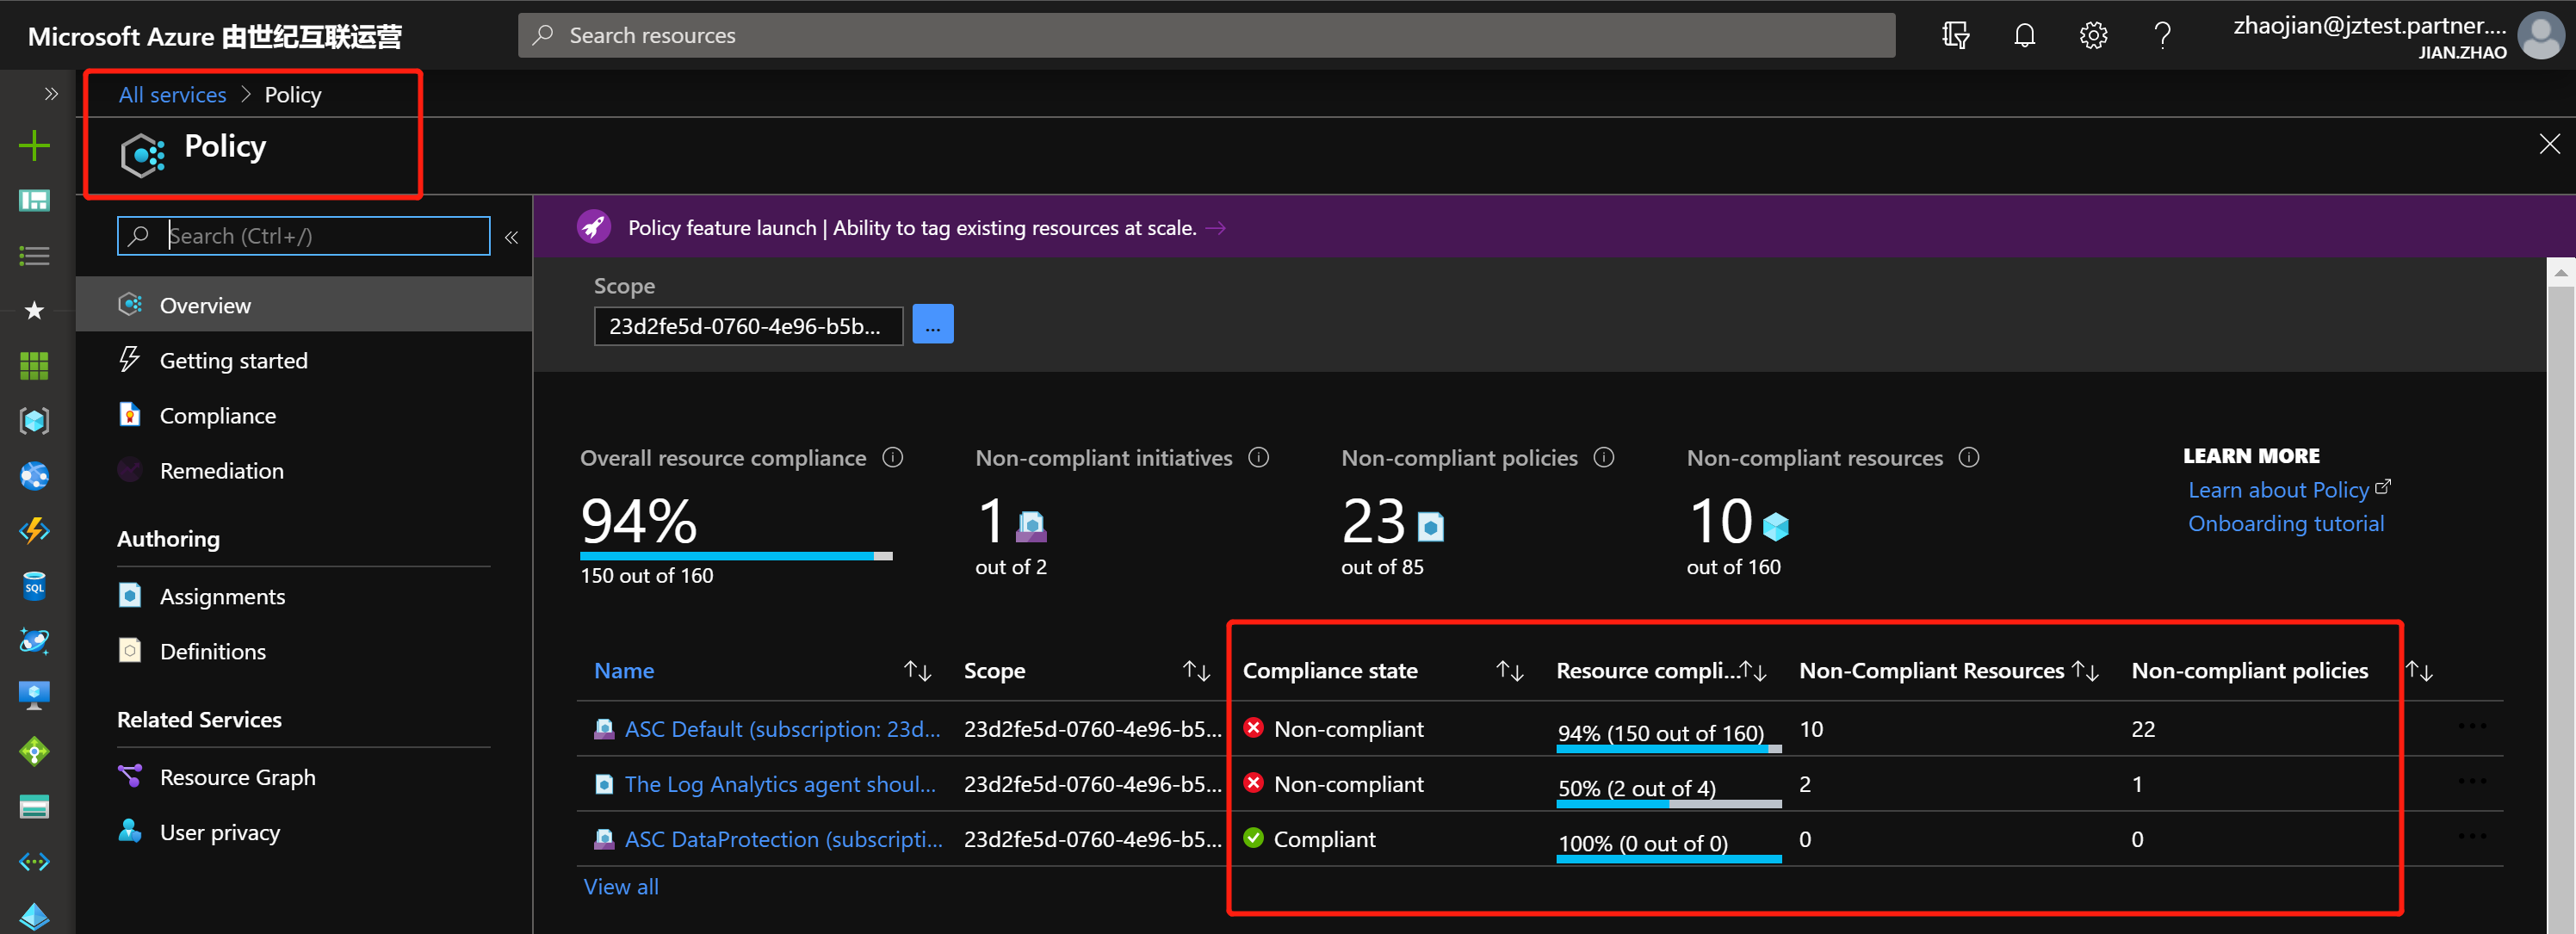 Microsoft Azure 由世纪互联运营
Search resources
zhaojian@jztest.partner....
JIAN.ZHAO
All services > Policy
Policy
Search (Ctrl+/)
Overview
Getting started
Compliance
Remediation
Authoring
Assignments
Definitions
Related Services
Resource Graph
User privacy
Policy feature launch | Ability to tag existing resources at scale. →
Scope
23d2fe5d-0760-4e96-b5b...
...
Overall resource compliance
94%
150 out of 160
Non-compliant initiatives
1
out of 2
Non-compliant policies
23
out of 85
Non-compliant resources
10
out of 160
LEARN MORE
Learn about Policy
Onboarding tutorial
Name Scope Compliance state Resource compli... Non-Compliant Resources Non-compliant policies
ASC Default (subscription: 23d... 23d2fe5d-0760-4e96-b5... Non-compliant 94% (150 out of 160) 10 22
The Log Analytics agent shoul... 23d2fe5d-0760-4e96-b5... Non-compliant 50% (2 out of 4) 2 1
ASC DataProtection (subscripti... 23d2fe5d-0760-4e96-b5... Compliant 100% (0 out of 0) 0 0
View all
SQL